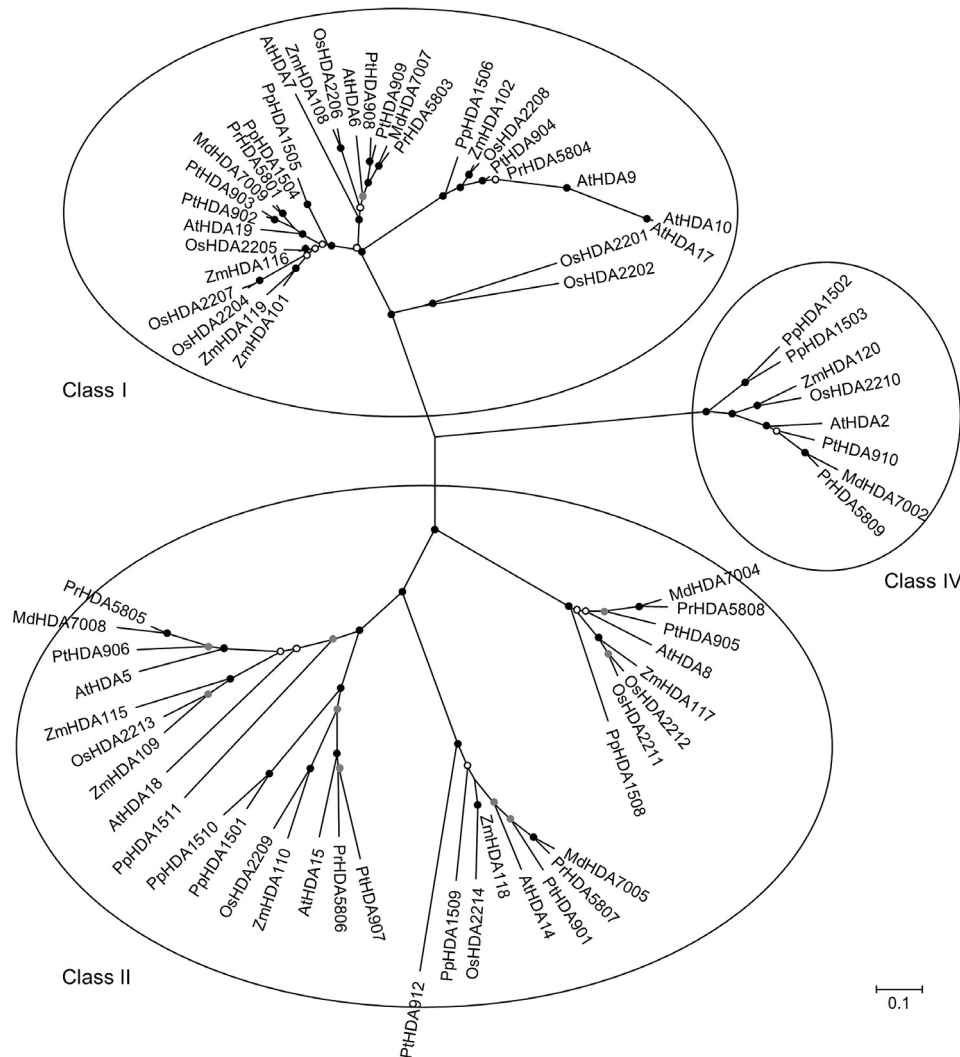 AtHDA7
ZmHDA108
OsHDA2206
AtHDA6
PtHDA908
PtHDA909
MdHDA7007
PrHDA5803
PpHDA1506
ZmHDA102
OsHDA2208
PtHDA904
PrHDA5804
AtHDA9
AtHDA10
AtHDA17
OsHDA2201
OsHDA2202
PpHDA1505
PpHDA1504
PrHDA5801
MdHDA7009
PtHDA903
PtHDA902
AtHDA19
OsHDA2205
ZmHDA116
OsHDA2207
OsHDA2204
ZmHDA119
ZmHDA101
Class I
PpHDA1502
PpHDA1503
ZmHDA120
OsHDA2210
AtHDA2
PtHDA910
MdHDA7002
PrHDA5809
Class IV
MdHDA7004
PrHDA5808
PtHDA905
AtHDA8
ZmHDA117
OsHDA2212
OsHDA2211
PpHDA1508
PrHDA5805
MdHDA7008
PtHDA906
AtHDA5
ZmHDA115
OsHDA2213
ZmHDA109
AtHDA18
PpHDA1511
PpHDA1510
PpHDA1501
OsHDA2209
ZmHDA110
AtHDA15
PrHDA5806
PtHDA907
PtHDA912
PpHDA1509
OsHDA2214
ZmHDA118
AtHDA14
PtHDA901
PrHDA5807
MdHDA7005
Class II
0.1